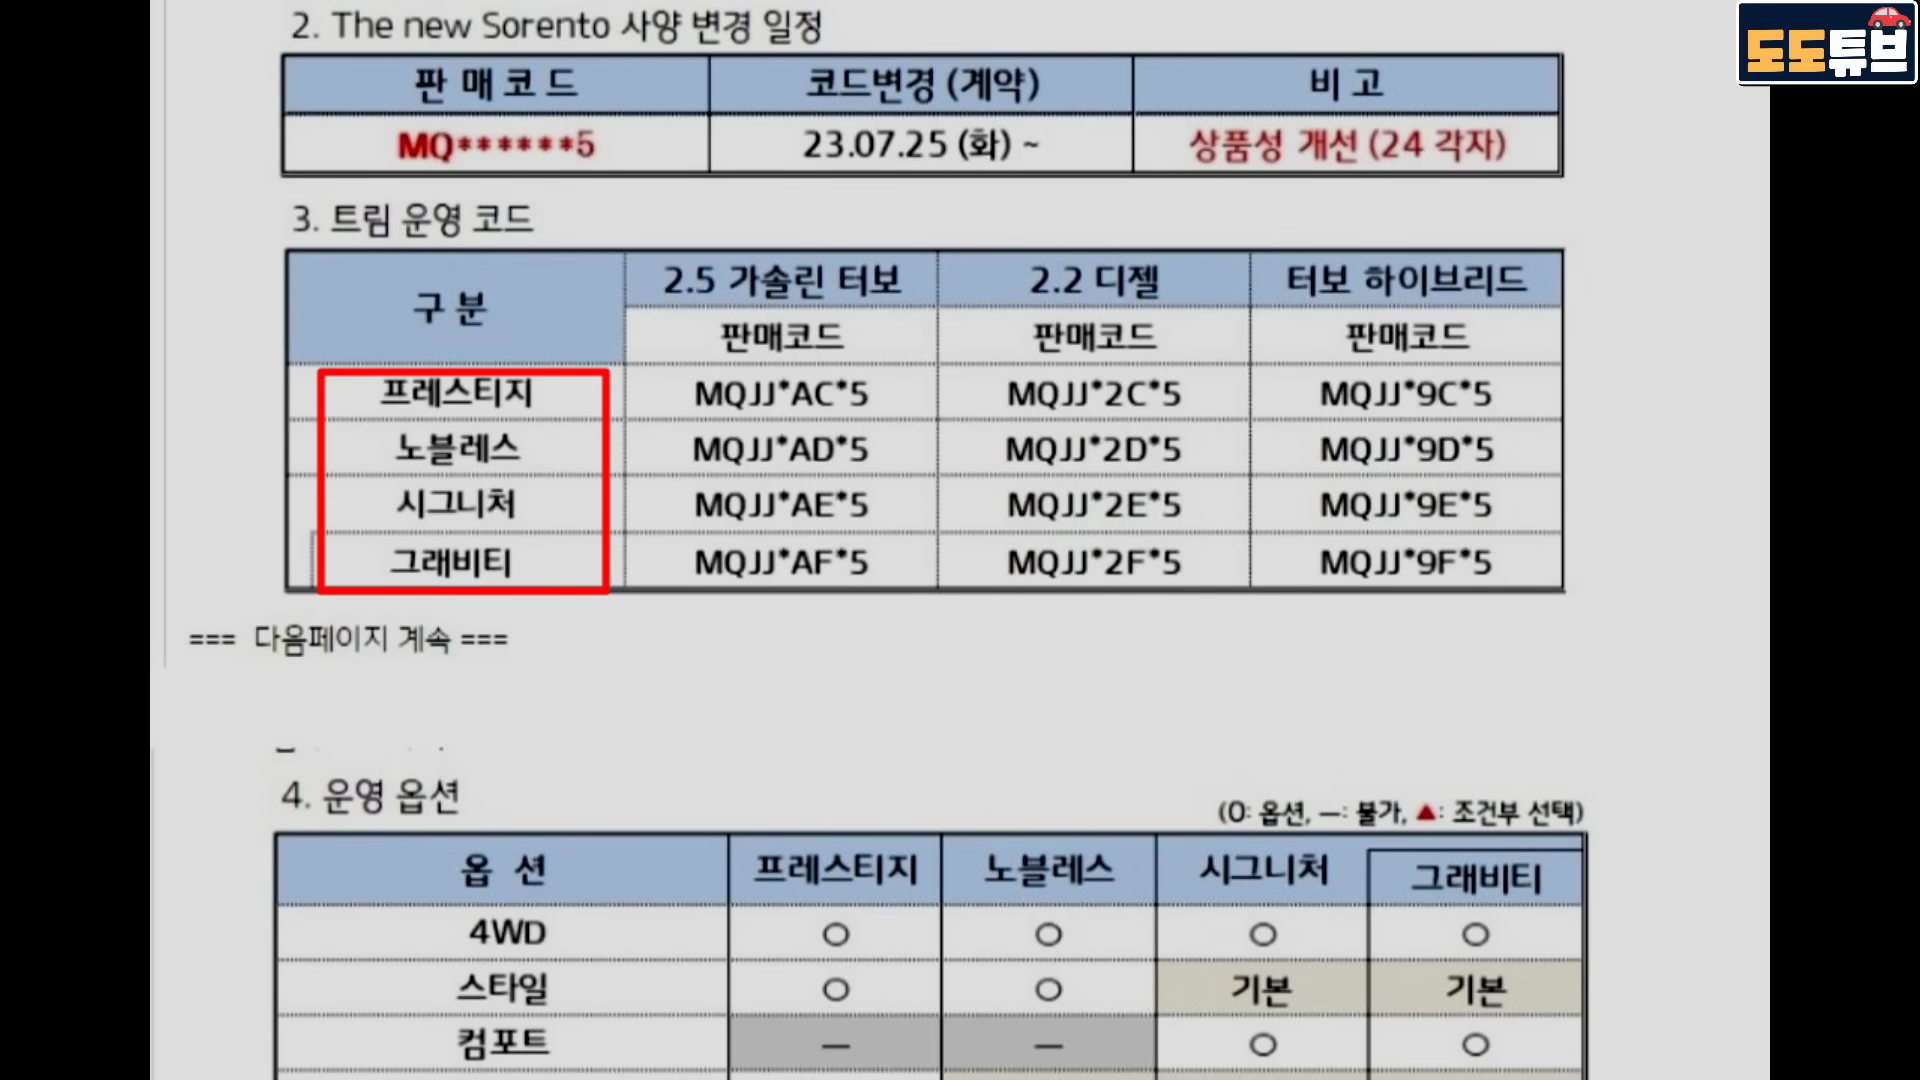 또도튜브
2. The new Sorento 사양 변경 일정
판 매 코 드 코드변경 (계약) 비 고
MQ******5 23.07.25 (화) ~ 상품성 개선 (24 각자)
3. 트림 운영 코드
구 분 2.5 가솔린 터보 2.2 디젤 터보 하이브리드
판매코드 판매코드 판매코드
프레스티지 MQJJ*AC*5 MQJJ*2C*5 MQJJ*9C*5
노블레스 MQJJ*AD*5 MQJJ*2D*5 MQJJ*9D*5
시그니처 MQJJ*AE*5 MQJJ*2E*5 MQJJ*9E*5
그래비티 MQJJ*AF*5 MQJJ*2F*5 MQJJ*9F*5
=== 다음페이지 계속 ===
4. 운영 옵션
(O: 옵션, —: 불가, ▲: 조건부 선택)
옵 션 프레스티지 노블레스 시그니처 그래비티
4WD ○ ○ ○ ○
스타일 ○ ○ 기본 기본
컴포트 — — ○ ○